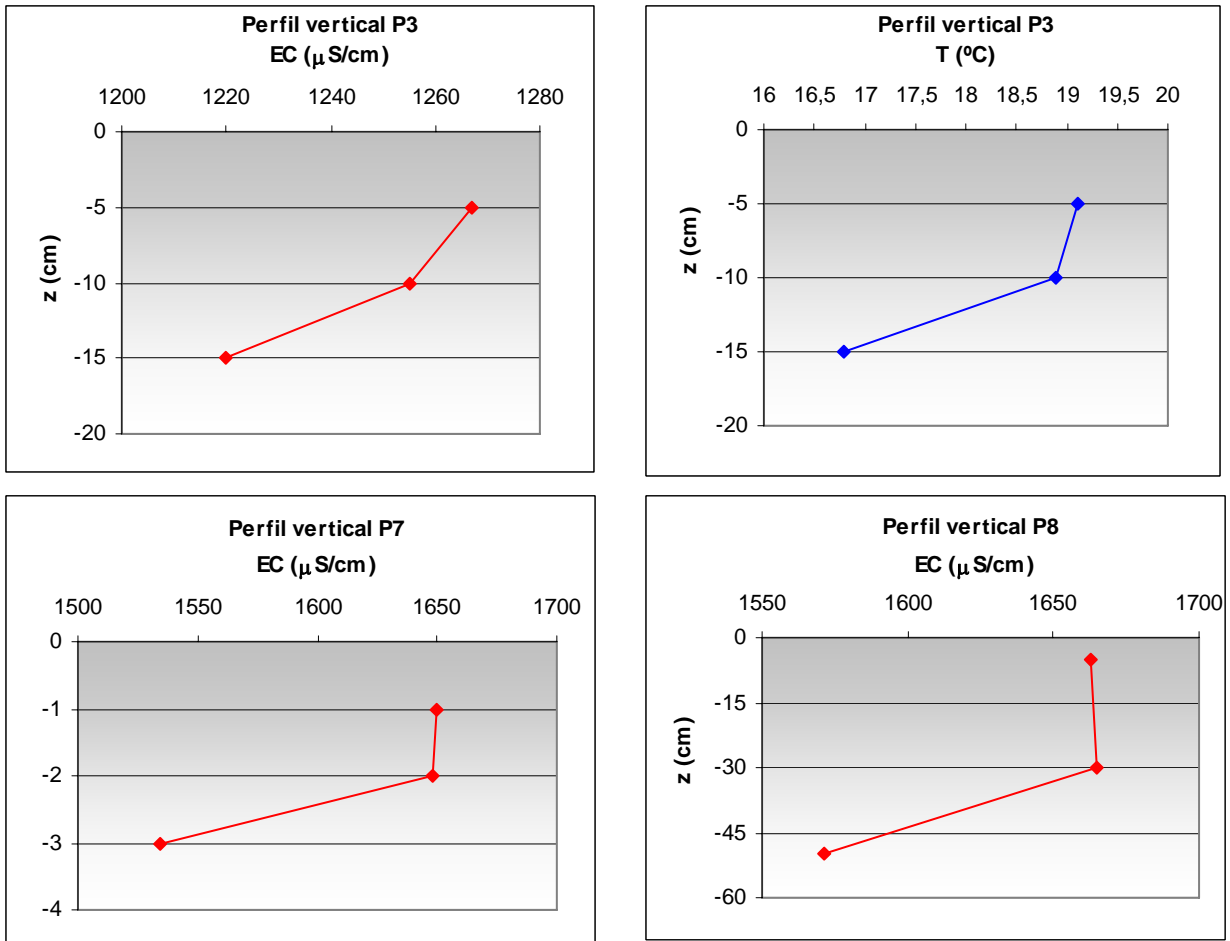 Perfil vertical P3
EC (µS/cm)
1200 1220 1240 1260 1280
0
-5
-10
-15
-20
z (cm)
Perfil vertical P3
T (ºC)
16 16,5 17 17,5 18 18,5 19 19,5 20
0
-5
-10
-15
-20
z (cm)
Perfil vertical P7
EC (µS/cm)
1500 1550 1600 1650 1700
0
-1
-2
-3
-4
Perfil vertical P8
EC (µS/cm)
1550 1600 1650 1700
0
-15
-30
-45
-60
z (cm)